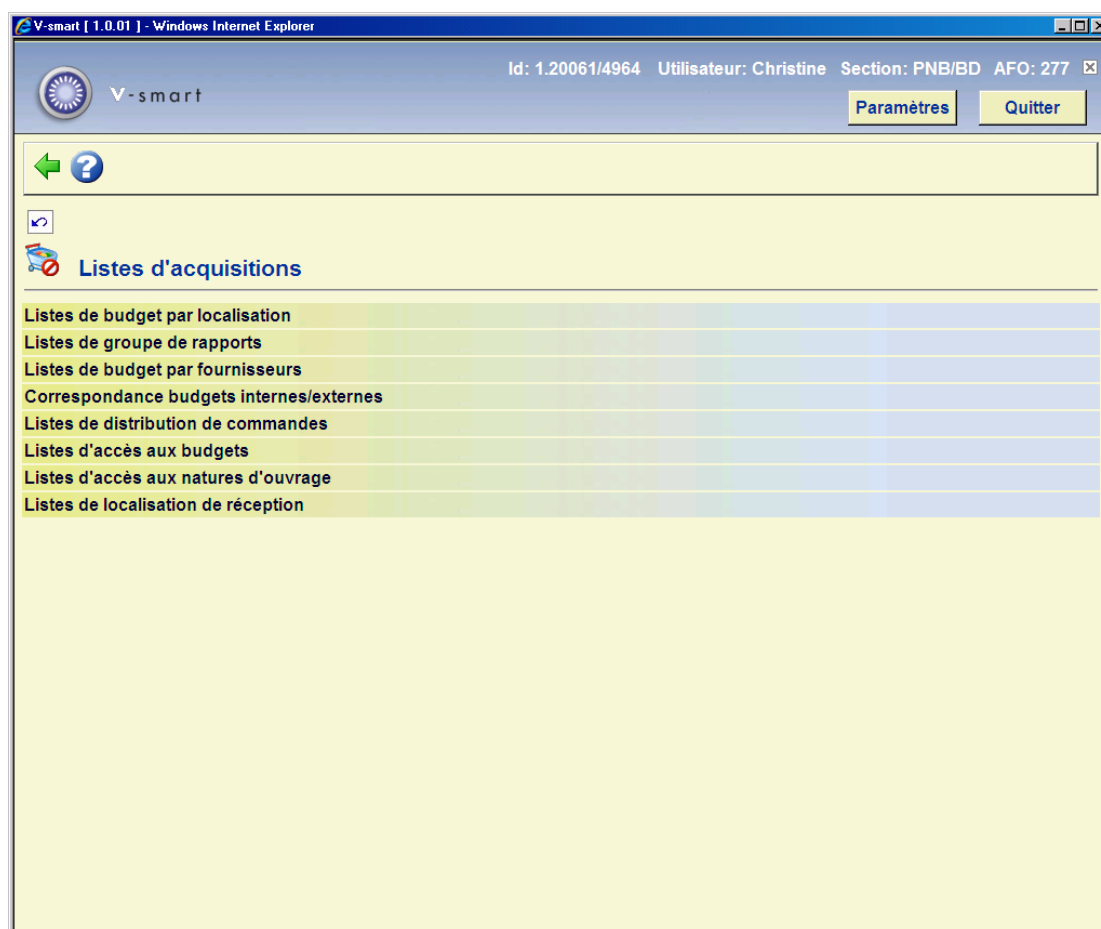 V-smart [ 1.0.01 ] - Windows Internet Explorer
Id: 1.20061/4964 Utilisateur: Christine Section: PNB/BD AFO: 277
V-smart
Paramètres Quitter
Listes d'acquisitions
Listes de budget par localisation
Listes de groupe de rapports
Listes de budget par fournisseurs
Correspondance budgets internes/externes
Listes de distribution de commandes
Listes d'accès aux budgets
Listes d'accès aux natures d'ouvrage
Listes de localisation de réception